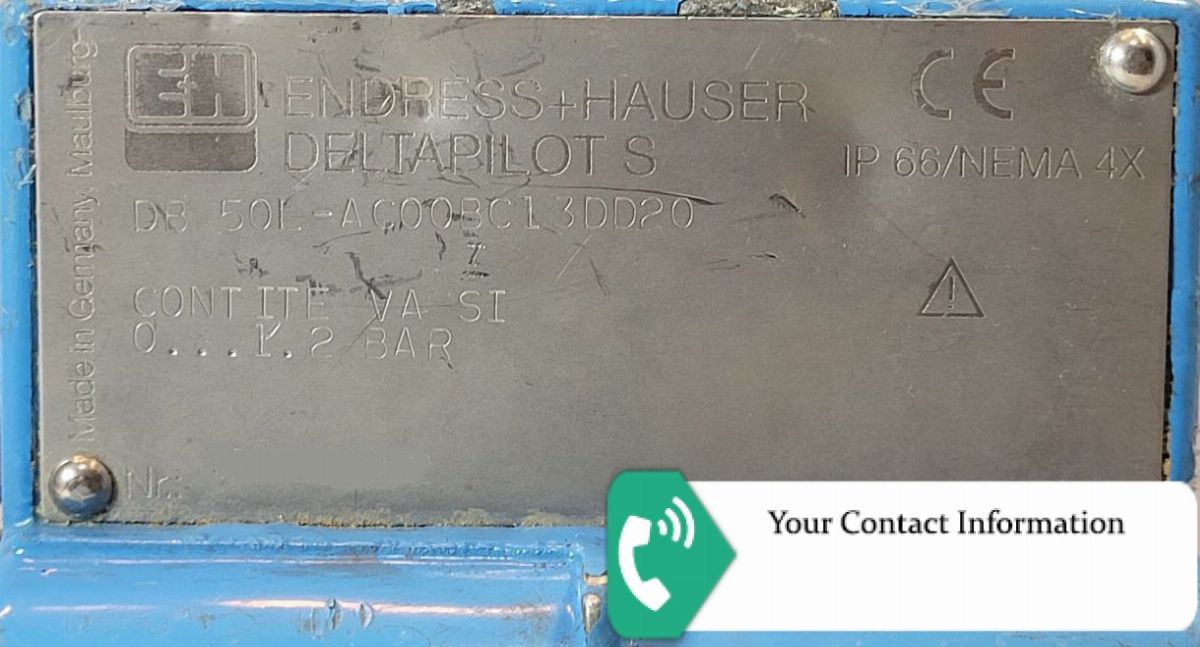 E+H
ENDRESS+HAUSER
DELTAPILOT S
CE
IP 66/NEMA 4X
DB 50L-AC00BC13DD20
CONTITE VA SI
0...1.2 BAR
Made in Germany, Maulburg
Nr.:
Your Contact Information